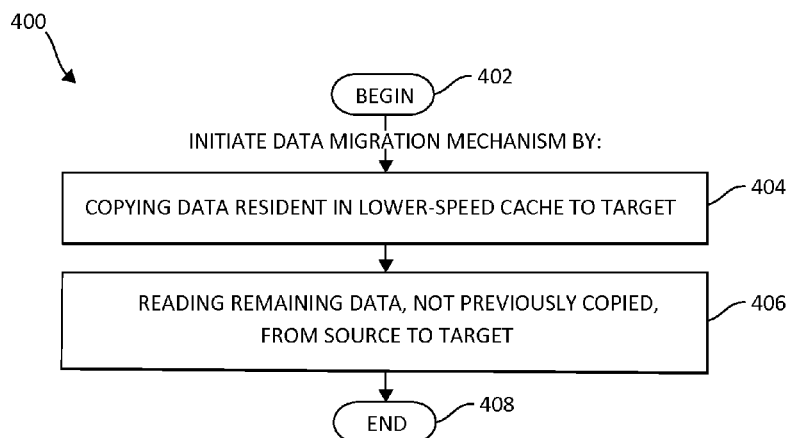 400
BEGIN
402
INITIATE DATA MIGRATION MECHANISM BY:
COPYING DATA RESIDENT IN LOWER-SPEED CACHE TO TARGET
404
READING REMAINING DATA, NOT PREVIOUSLY COPIED,
FROM SOURCE TO TARGET
406
END
408